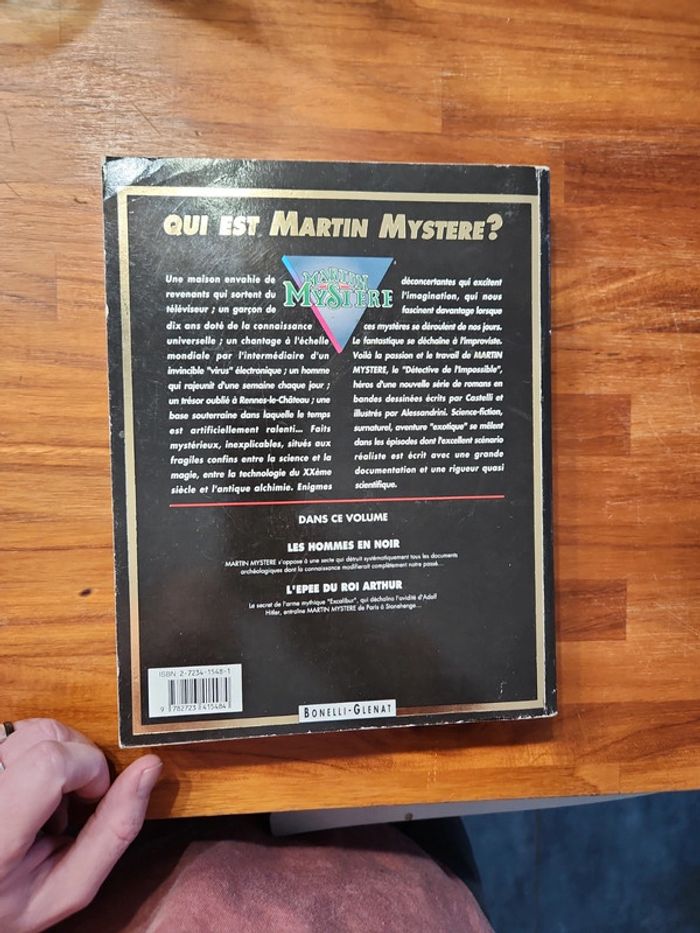 QUI EST MARTIN MYSTERE?
MARTIN
MYSTÈRE
Une maison envahie de
revenants qui sortent du
téléviseur ; un garçon de
dix ans doté de la connaissance
universelle ; un chantage à l'échelle
mondiale par l'intermédiaire d'un
invincible "virus" électronique ; un homme
qui rajeunit d'une semaine chaque jour ;
un trésor oublié à Rennes-le-Château ; une
base souterraine dans laquelle le temps
est artificiellement ralenti... Faits
mystérieux, inexplicables, situés aux
fragiles confins entre la science et la
magie, entre la technologie du XXème
siècle et l'antique alchimie. Enigmes
déconcertantes qui excitent
l'imagination, qui nous
fascinent davantage lorsque
ces mystères se déroulent de nos jours.
Le fantastique se déchaîne à l'improviste.
Voilà la passion et le travail de MARTIN
MYSTERE, le "Détective de l'Impossible",
héros d'une nouvelle série de romans en
bandes dessinées écrits par Castelli et
illustrés par Alessandrini. Science-fiction,
surnaturel, aventure "exotique" se mêlent
dans les épisodes dont l'excellent scénario
réaliste est écrit avec une grande
documentation et une rigueur quasi
scientifique.
DANS CE VOLUME
LES HOMMES EN NOIR
MARTIN MYSTERE s'oppose à une secte qui détruit systématiquement tous les documents
archéologiques dont la connaissance modifierait complètement notre passé...
L'EPEE DU ROI ARTHUR
Le secret de l'arme mythique "Excalibur", qui déchaîna l'avidité d'Adolf
Hitler, entraîne MARTIN MYSTERE de Paris à Stonehenge...
ISBN: 2-7234-1548-1
9 782723 415484
BONELLI-GLENAT